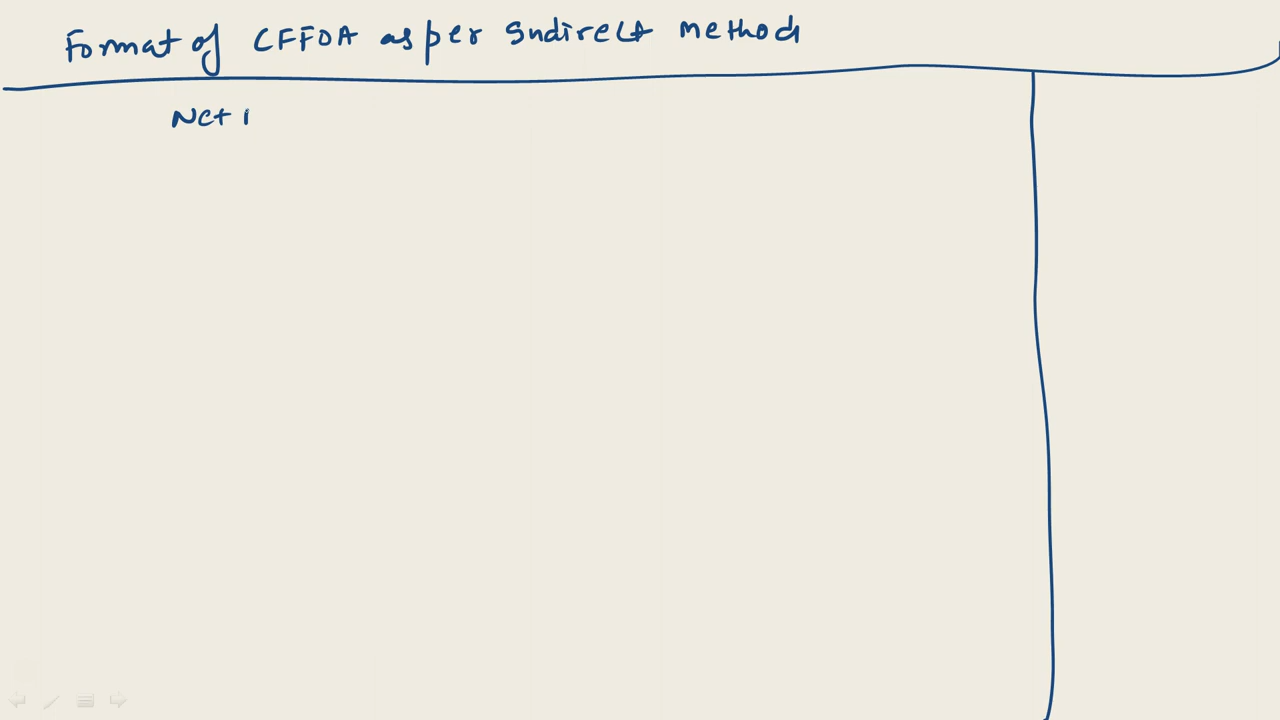 Format of CFFOA as per Indirect method
Net